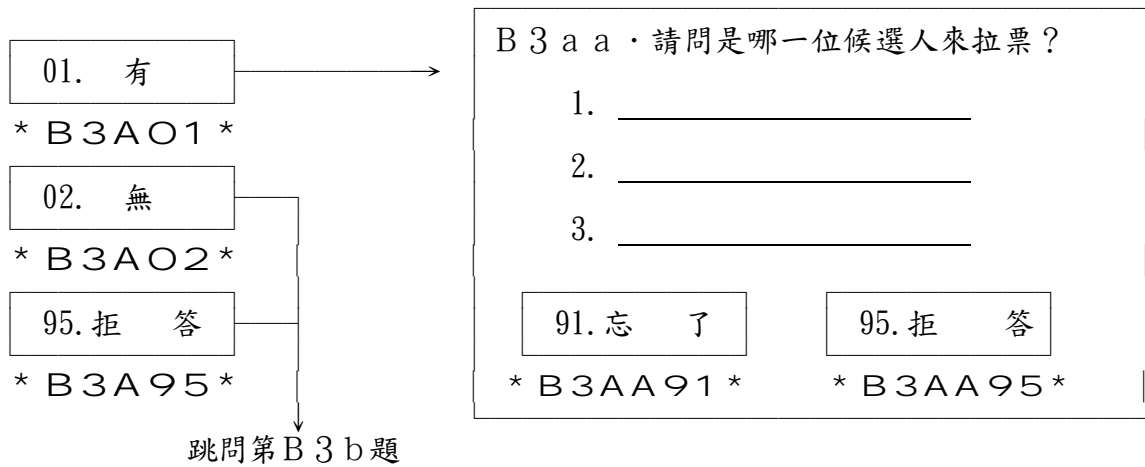 01. 有
*B3A01*
02. 無
*B3A02*
95.拒 答
*B3A95*
跳問第B3b題
B3aa.請問是哪一位候選人來拉票?
1.
2.
3.
91.忘 了
*B3AA91*
95.拒 答
*B3AA95*